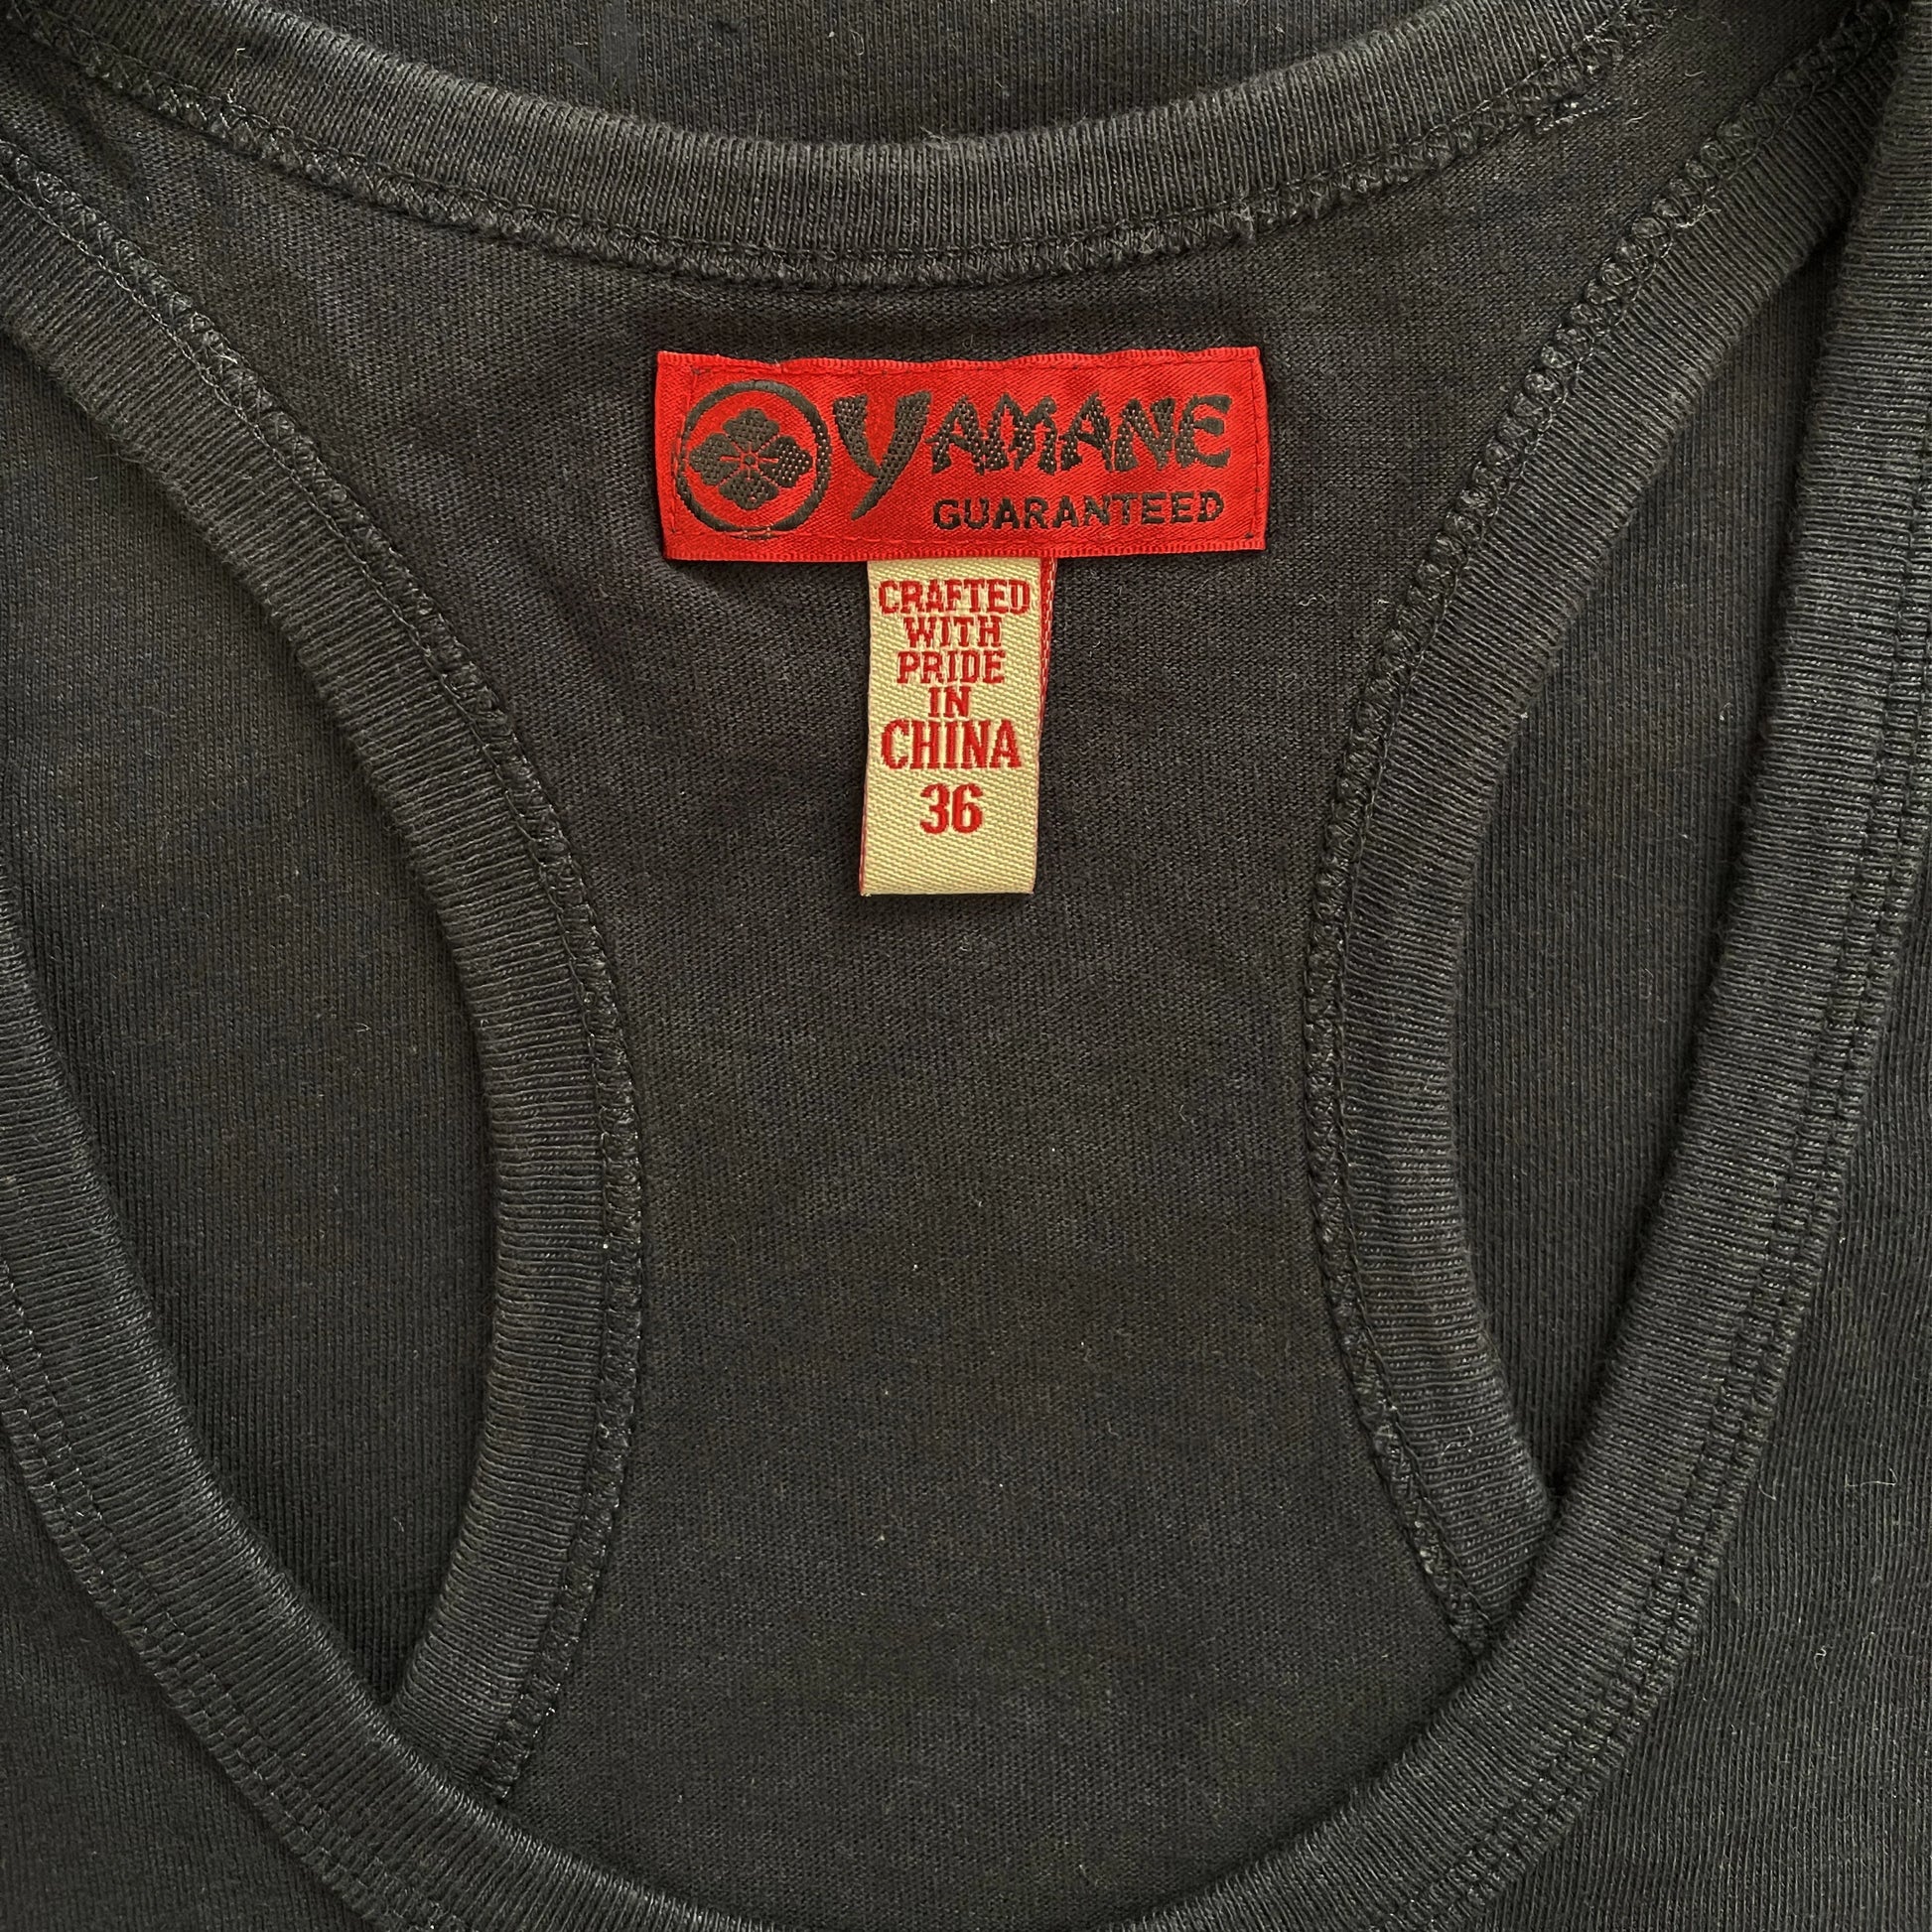 YAMANE
GUARANTEED
CRAFTED
WITH
PRIDE
IN
CHINA
36